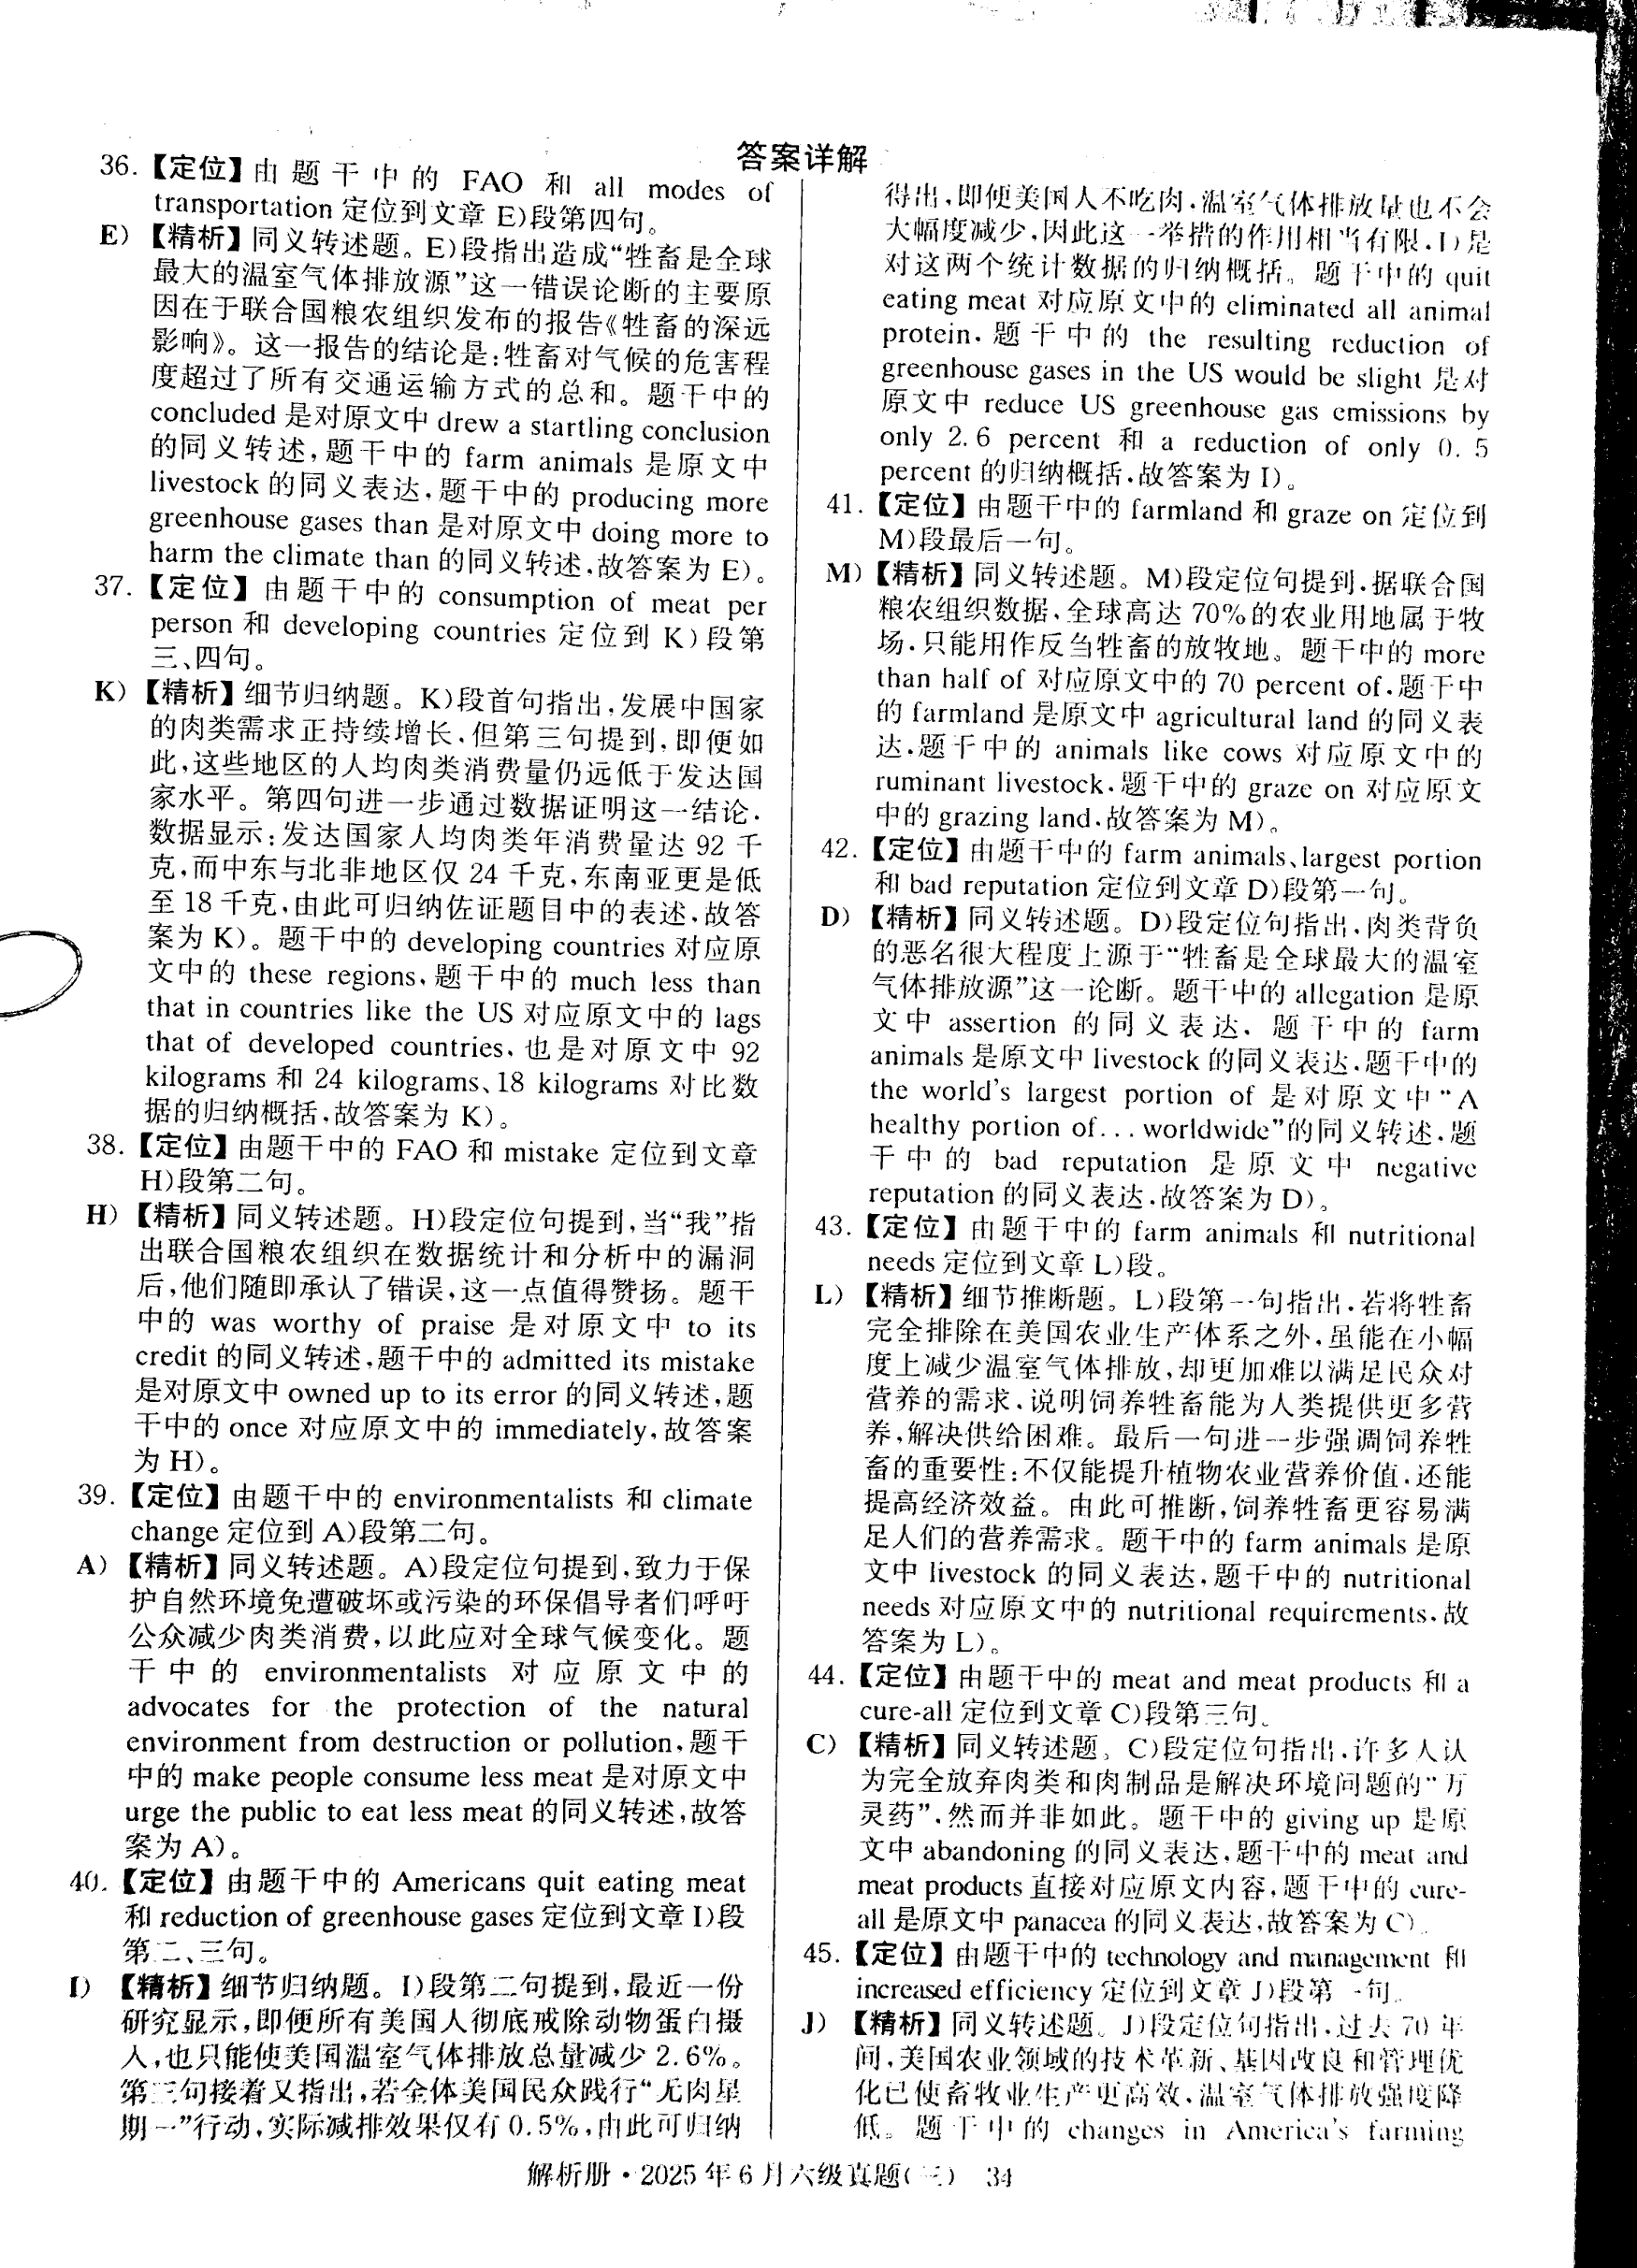 答案详解
36.【定位】由题干中的 FAO 和 all modes of
transportation 定位到文章 E)段第四句。
E)【精析】同义转述题。E)段指出造成“牲畜是全球
最大的温室气体排放源”这一错误论断的主要原
因在于联合国粮农组织发布的报告《牲畜的深远
影响》。这一报告的结论是:牲畜对气候的危害程
度超过了所有交通运输方式的总和。题干中的
concluded 是对原文中 drew a startling conclusion
的同义转述,题干中的 farm animals 是原文中
livestock 的同义表达,题干中的 producing more
greenhouse gases than 是对原文中 doing more to
harm the climate than 的同义转述,故答案为 E)。
37.【定位】由题干中的 consumption of meat per
person 和 developing countries 定位到 K)段第
三、四句。
K)【精析】细节归纳题。K)段首句指出,发展中国家
的肉类需求正持续增长,但第三句提到,即便如
此,这些地区的人均肉类消费量仍远低于发达国
家水平。第四句进一步通过数据证明这一结论,
数据显示:发达国家人均肉类年消费量达 92 千
克,而中东与北非地区仅 24 千克,东南亚更是低
至 18 千克,由此可归纳佐证题目中的表述,故答
案为 K)。题干中的 developing countries 对应原
文中的 these regions,题干中的 much less than
that in countries like the US 对应原文中的 lags
that of developed countries,也是对原文中 92
kilograms 和 24 kilograms、18 kilograms 对比数
据的归纳概括,故答案为 K)。
38.【定位】由题干中的 FAO 和 mistake 定位到文章
H)段第二句。
H)【精析】同义转述题。H)段定位句提到,当“我”指
出联合国粮农组织在数据统计和分析中的漏洞
后,他们随即承认了错误,这一点值得赞扬。题干
中的 was worthy of praise 是对原文中 to its
credit 的同义转述,题干中的 admitted its mistake
是对原文中 owned up to its error 的同义转述,题
干中的 once 对应原文中的 immediately,故答案
为 H)。
39.【定位】由题干中的 environmentalists 和 climate
change 定位到 A)段第二句。
A)【精析】同义转述题。A)段定位句提到,致力于保
护自然环境免遭破坏或污染的环保倡导者们呼吁
公众减少肉类消费,以此应对全球气候变化。题
干中的 environmentalists 对应原文中的
advocates for the protection of the natural
environment from destruction or pollution,题干
中的 make people consume less meat 是对原文中
urge the public to eat less meat 的同义转述,故答
案为 A)。
40.【定位】由题干中的 Americans quit eating meat
和 reduction of greenhouse gases 定位到文章 I)段
第二、三句。
I)【精析】细节归纳题。I)段第二句提到,最近一份
研究显示,即便所有美国人彻底戒除动物蛋白摄
入,也只能使美国温室气体排放总量减少 2.6%。
第三句接着又指出,若全体美国民众践行“无肉星
期一”行动,实际减排效果仅有 0.5%,由此可归纳
得出,即便美国人不吃肉,温室气体排放量也不会
大幅度减少,因此这一举措的作用相当有限,I)是
对这两个统计数据的归纳概括。题干中的 quit
eating meat 对应原文中的 eliminated all animal
protein,题干中的 the resulting reduction of
greenhouse gases in the US would be slight 是对
原文中 reduce US greenhouse gas emissions by
only 2.6 percent 和 a reduction of only 0.5
percent 的归纳概括,故答案为 I)。
41.【定位】由题干中的 farmland 和 graze on 定位到
M)段最后一句。
M)【精析】同义转述题。M)段定位句提到,据联合国
粮农组织数据,全球高达 70%的农业用地属于牧
场,只能用作反刍牲畜的放牧地。题干中的 more
than half of 对应原文中的 70 percent of,题干中
的 farmland 是原文中 agricultural land 的同义表
达,题干中的 animals like cows 对应原文中的
ruminant livestock,题干中的 graze on 对应原文
中的 grazing land,故答案为 M)。
42.【定位】由题干中的 farm animals、largest portion
和 bad reputation 定位到文章 D)段第一句。
D)【精析】同义转述题。D)段定位句指出,肉类背负
的恶名很大程度上源于“牲畜是全球最大的温室
气体排放源”这一论断。题干中的 allegation 是原
文中 assertion 的同义表达,题干中的 farm
animals 是原文中 livestock 的同义表达,题干中的
the world's largest portion of 是对原文中“A
healthy portion of... worldwide”的同义转述,题
干中的 bad reputation 是原文中 negative
reputation 的同义表达,故答案为 D)。
43.【定位】由题干中的 farm animals 和 nutritional
needs 定位到文章 L)段。
L)【精析】细节推断题。L)段第一句指出,若将牲畜
完全排除在美国农业生产体系之外,虽能在小幅
度上减少温室气体排放,却更加难以满足民众对
营养的需求,说明饲养牲畜能为人类提供更多营
养,解决供给困难。最后一句进一步强调饲养牲
畜的重要性:不仅能提升植物农业营养价值,还能
提高经济效益。由此可推断,饲养牲畜更容易满
足人们的营养需求。题干中的 farm animals 是原
文中 livestock 的同义表达,题干中的 nutritional
needs 对应原文中的 nutritional requirements,故
答案为 L)。
44.【定位】由题干中的 meat and meat products 和 a
cure-all 定位到文章 C)段第三句。
C)【精析】同义转述题。C)段定位句指出,许多人认
为完全放弃肉类和肉制品是解决环境问题的“万
灵药”,然而并非如此。题干中的 giving up 是原
文中 abandoning 的同义表达,题干中的 meat and
meat products 直接对应原文内容,题干中的 cure-
all 是原文中 panacea 的同义表达,故答案为 C)。
45.【定位】由题干中的 technology and management 和
increased efficiency 定位到文章 J)段第一句。
J)【精析】同义转述题。J)段定位句指出,过去 70 年
间,美国农业领域的技术革新、基因改良和管理优
化已使畜牧业生产更高效,温室气体排放强度降
低。题干中的 changes in America's farming
解析册·2025 年 6 月六级真题(三) 34